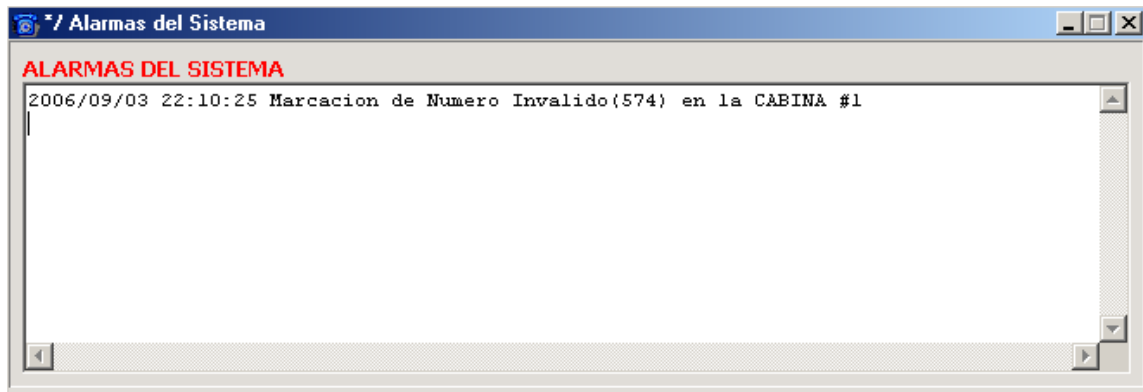 */ Alarmas del Sistema
ALARMAS DEL SISTEMA
2006/09/03 22:10:25 Marcacion de Numero Invalido(574) en la CABINA #1